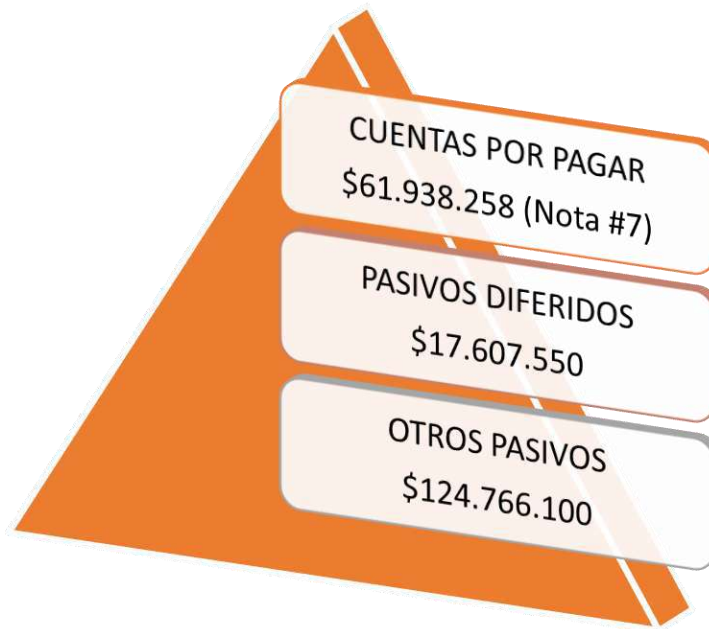 CUENTAS POR PAGAR
$61.938.258 (Nota #7)
PASIVOS DIFERIDOS
$17.607.550
OTROS PASIVOS
$124.766.100